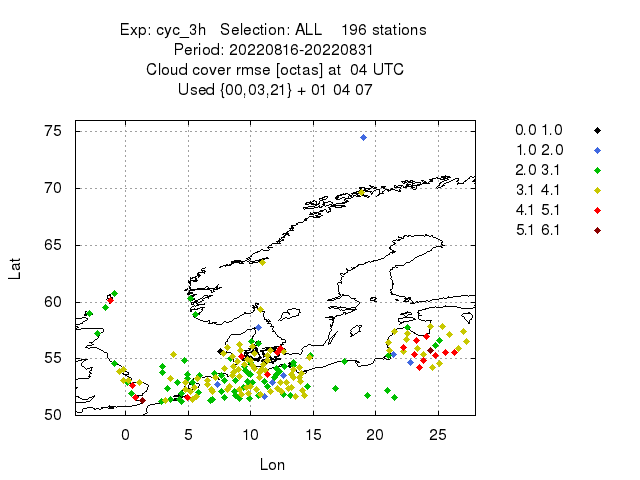 Exp: cyc_3h Selection: ALL 196 stations
Period: 20220816-20220831
Cloud cover rmse [octas] at 04 UTC
Used {00,03,21} + 01 04 07
75
70
65
60
55
50
Lat
0 5 10 15 20 25
Lon
0.0 1.0
1.0 2.0
2.0 3.1
3.1 4.1
4.1 5.1
5.1 6.1